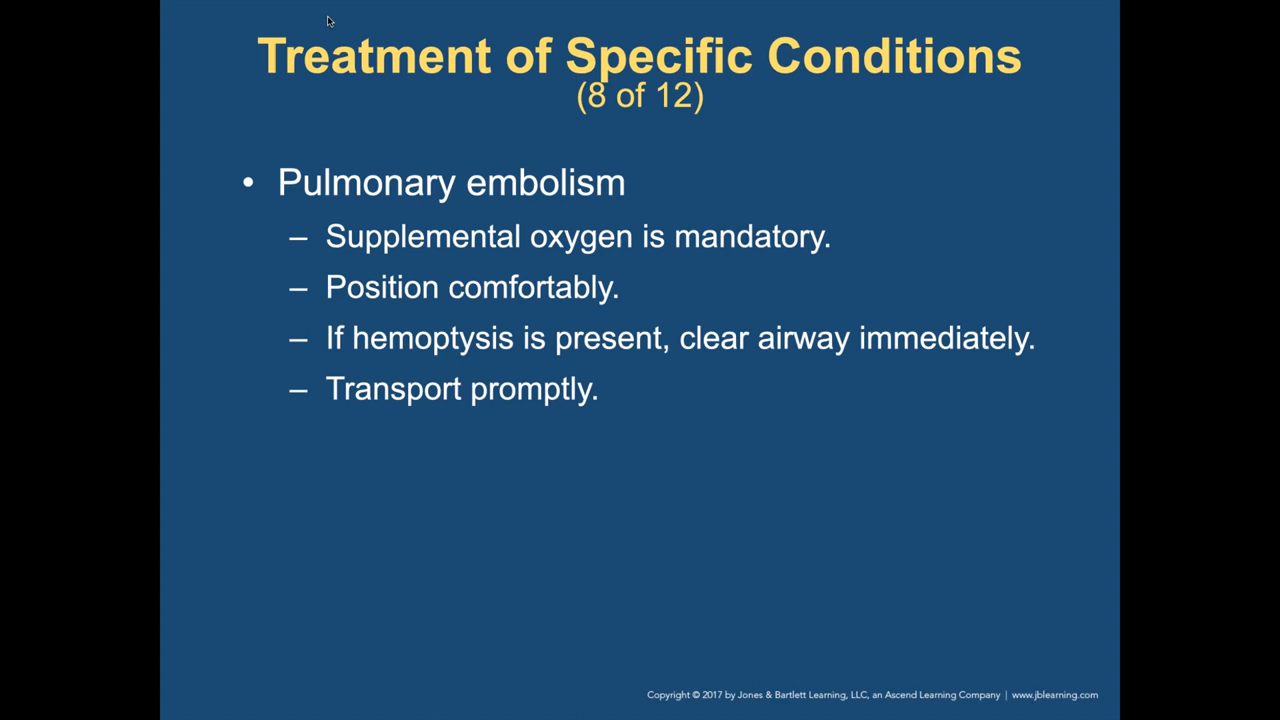 Treatment of Specific Conditions
(8 of 12)
• Pulmonary embolism
– Supplemental oxygen is mandatory.
– Position comfortably.
– If hemoptysis is present, clear airway immediately.
– Transport promptly.
Copyright © 2017 by Jones & Bartlett Learning, LLC, an Ascend Learning Company | www.jblearning.com